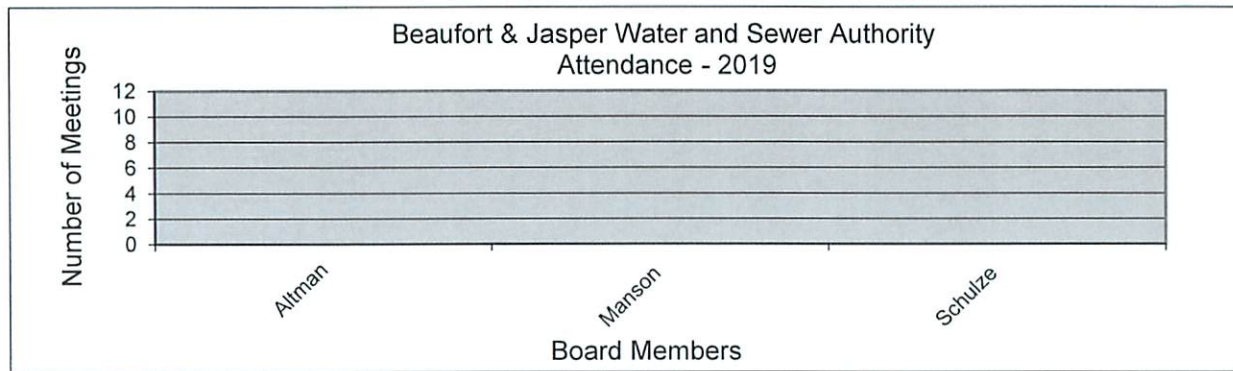 Beaufort & Jasper Water and Sewer Authority
Attendance - 2019
Number of Meetings
12
10
8
6
4
2
0
Altman
Manson
Schulze
Board Members